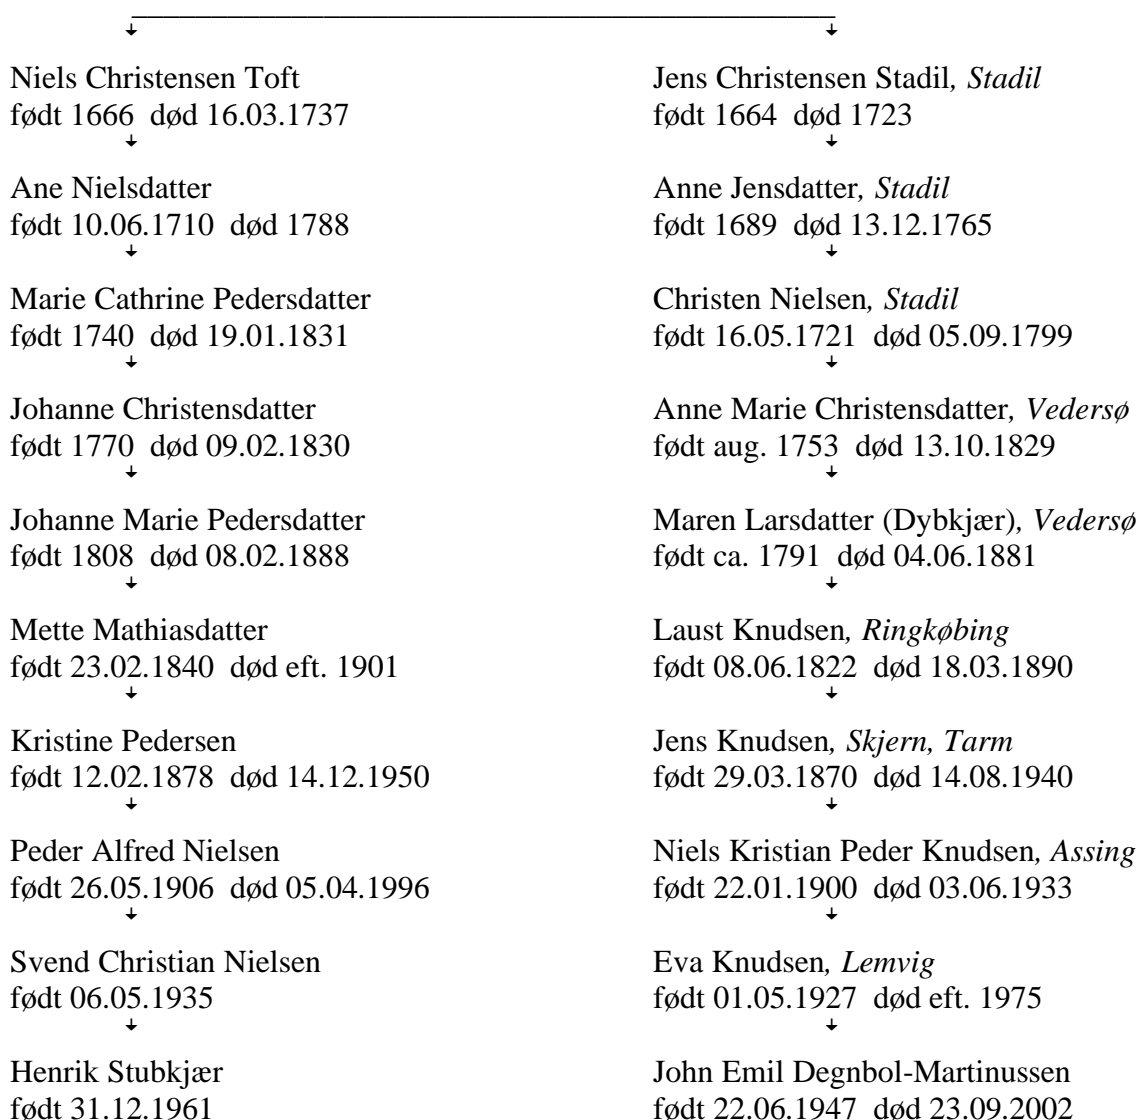 Niels Christensen Toft
født 1666 død 16.03.1737
Ane Nielsdatter
født 10.06.1710 død 1788
Marie Cathrine Pedersdatter
født 1740 død 19.01.1831
Johanne Christensdatter
født 1770 død 09.02.1830
Johanne Marie Pedersdatter
født 1808 død 08.02.1888
Mette Mathiasdatter
født 23.02.1840 død eft. 1901
Kristine Pedersen
født 12.02.1878 død 14.12.1950
Peder Alfred Nielsen
født 26.05.1906 død 05.04.1996
Svend Christian Nielsen
født 06.05.1935
Henrik Stubkjær
født 31.12.1961
Jens Christensen Stadil, Stadil
født 1664 død 1723
Anne Jensdatter, Stadil
født 1689 død 13.12.1765
Christen Nielsen, Stadil
født 16.05.1721 død 05.09.1799
Anne Marie Christensdatter, Vedersø
født aug. 1753 død 13.10.1829
Maren Larsdatter (Dybkjær), Vedersø
født ca. 1791 død 04.06.1881
Laust Knudsen, Ringkøbing
født 08.06.1822 død 18.03.1890
Jens Knudsen, Skjern, Tarm
født 29.03.1870 død 14.08.1940
Niels Kristian Peder Knudsen, Assing
født 22.01.1900 død 03.06.1933
Eva Knudsen, Lemvig
født 01.05.1927 død eft. 1975
John Emil Degnbol-Martinussen
født 22.06.1947 død 23.09.2002